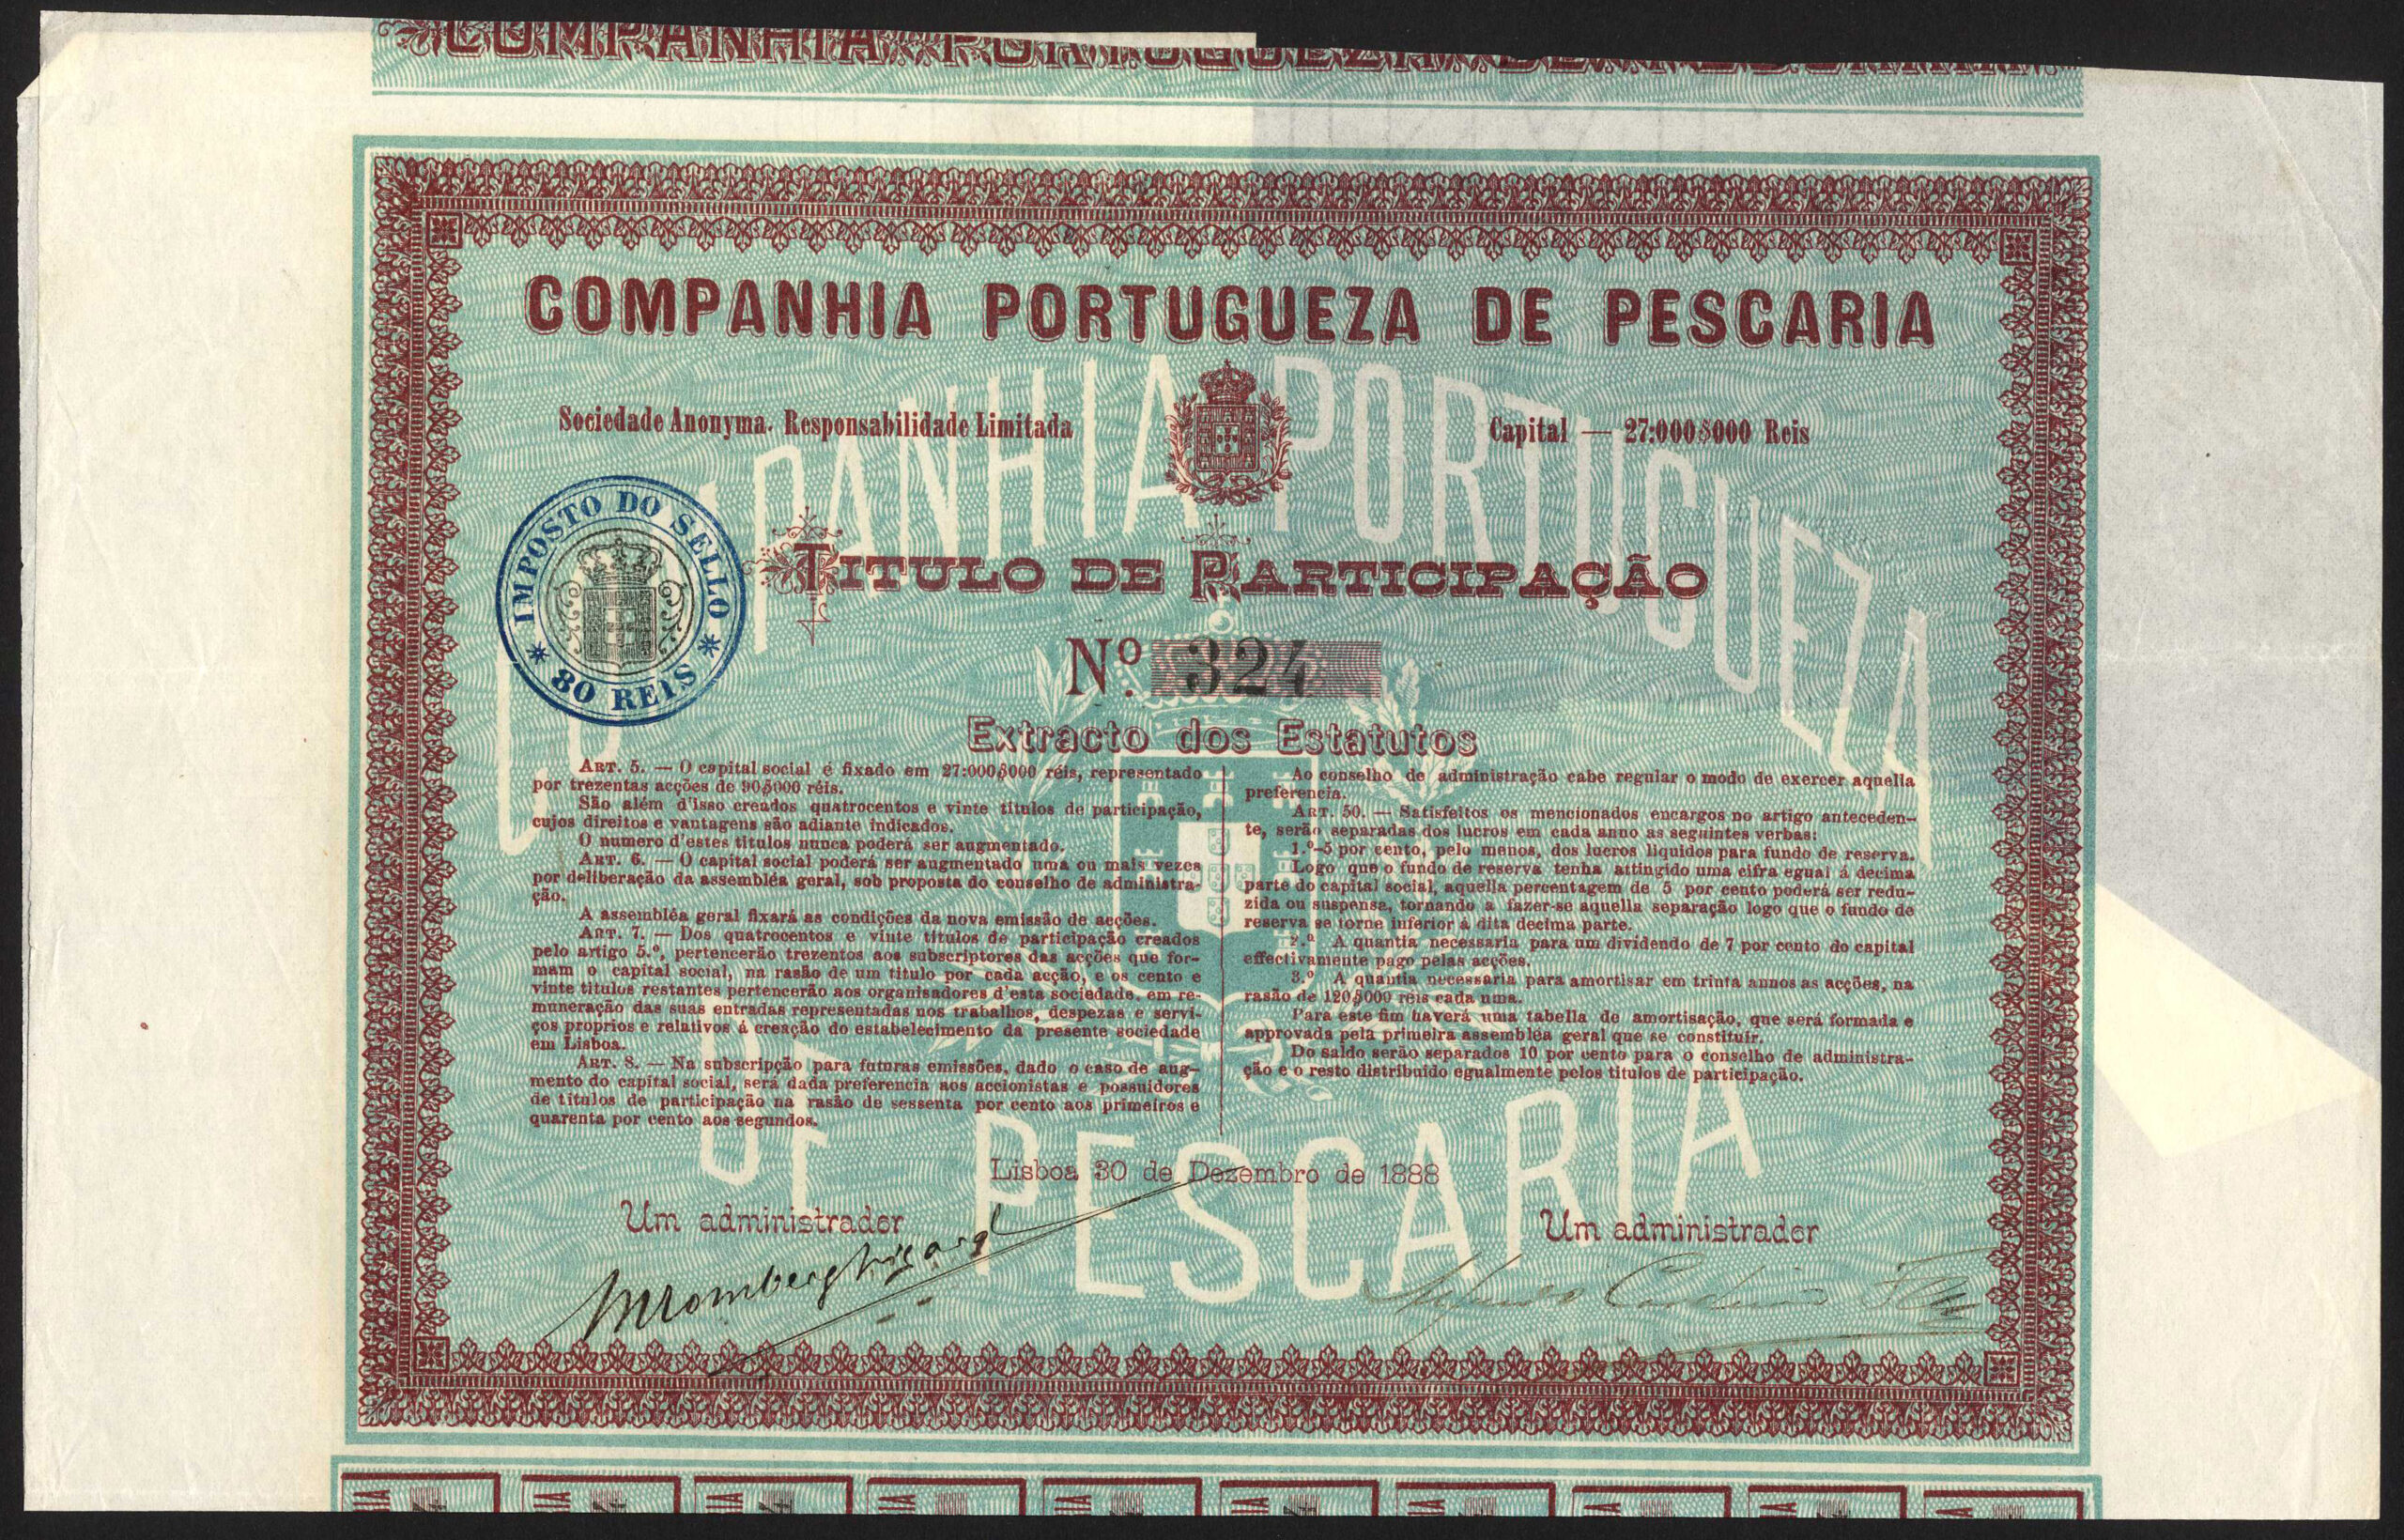 COMPANHIA PORTUGUEZA DE PESCARIA
COMPANHIA PORTUGUEZA DE PESCARIA
Sociedade Anonyma. Responsabilidade Limitada
Capital — 27:000$000 Reis
IMPOSTO DO SELLO
* 80 REIS *
TITULO DE PARTICIPAÇÃO
Nº. 324
Extracto dos Estatutos
ART. 5. — O capital social é fixado em 27:000$000 réis, representado
por trezentas acções de 90$000 réis.
São além d'isso creados quatrocentos e vinte titulos de participação,
cujos direitos e vantagens são adiante indicados.
O numero d'estes titulos nunca poderá ser augmentado.
ART. 6. — O capital social poderá ser augmentado uma ou mais vezes
por deliberação da assembléa geral, sob proposta do conselho de administra-
ção.
A assembléa geral fixará as condições da nova emissão de acções.
ART. 7. — Dos quatrocentos e vinte titulos de participação creados
pelo artigo 5.º, pertencerão trezentos aos subscriptores das acções que for-
mam o capital social, na rasão de um titulo por cada acção, e os cento e
vinte titulos restantes pertencerão aos organisadores d'esta sociedade, em re-
muneração das suas entradas representadas nos trabalhos, despezas e servi-
ços proprios e relativos á creação do estabelecimento da presente sociedade
em Lisboa.
ART. 8. — Na subscripção para futuras emissões, dado o caso de aug-
mento do capital social, será dada preferencia aos accionistas e possuidores
de titulos de participação na rasão de sessenta por cento aos primeiros e
quarenta por cento aos segundos.
Ao conselho de administração cabe regular o modo de exercer aquella
preferencia.
ART. 50. — Satisfeitos os mencionados encargos no artigo anteceden-
te, serão separadas dos lucros em cada anno as seguintes verbas:
1.º—5 por cento, pelo menos, dos lucros liquidos para fundo de reserva.
Logo que o fundo de reserva tenha attingido uma cifra egual á decima
parte do capital social, aquella percentagem de 5 por cento poderá ser redu-
zida ou suspensa, tornando a fazer-se aquella separação logo que o fundo de
reserva se torne inferior á dita decima parte.
2.º A quantia necessaria para um dividendo de 7 por cento do capital
effectivamente pago pelas acções.
3.º A quantia necessaria para amortisar em trinta annos as acções, na
rasão de 120$000 réis cada uma.
Para este fim haverá uma tabella de amortisação, que será formada e
approvada pela primeira assembléa geral que se constituir.
Do saldo serão separados 10 por cento para o conselho de administra-
ção e o resto distribuido egualmente pelos titulos de participação.
Lisboa 30 de Dezembro de 1888
Um administrador
Um administrador
COMPANHIA PORTUGUEZA
DE PESCARIA